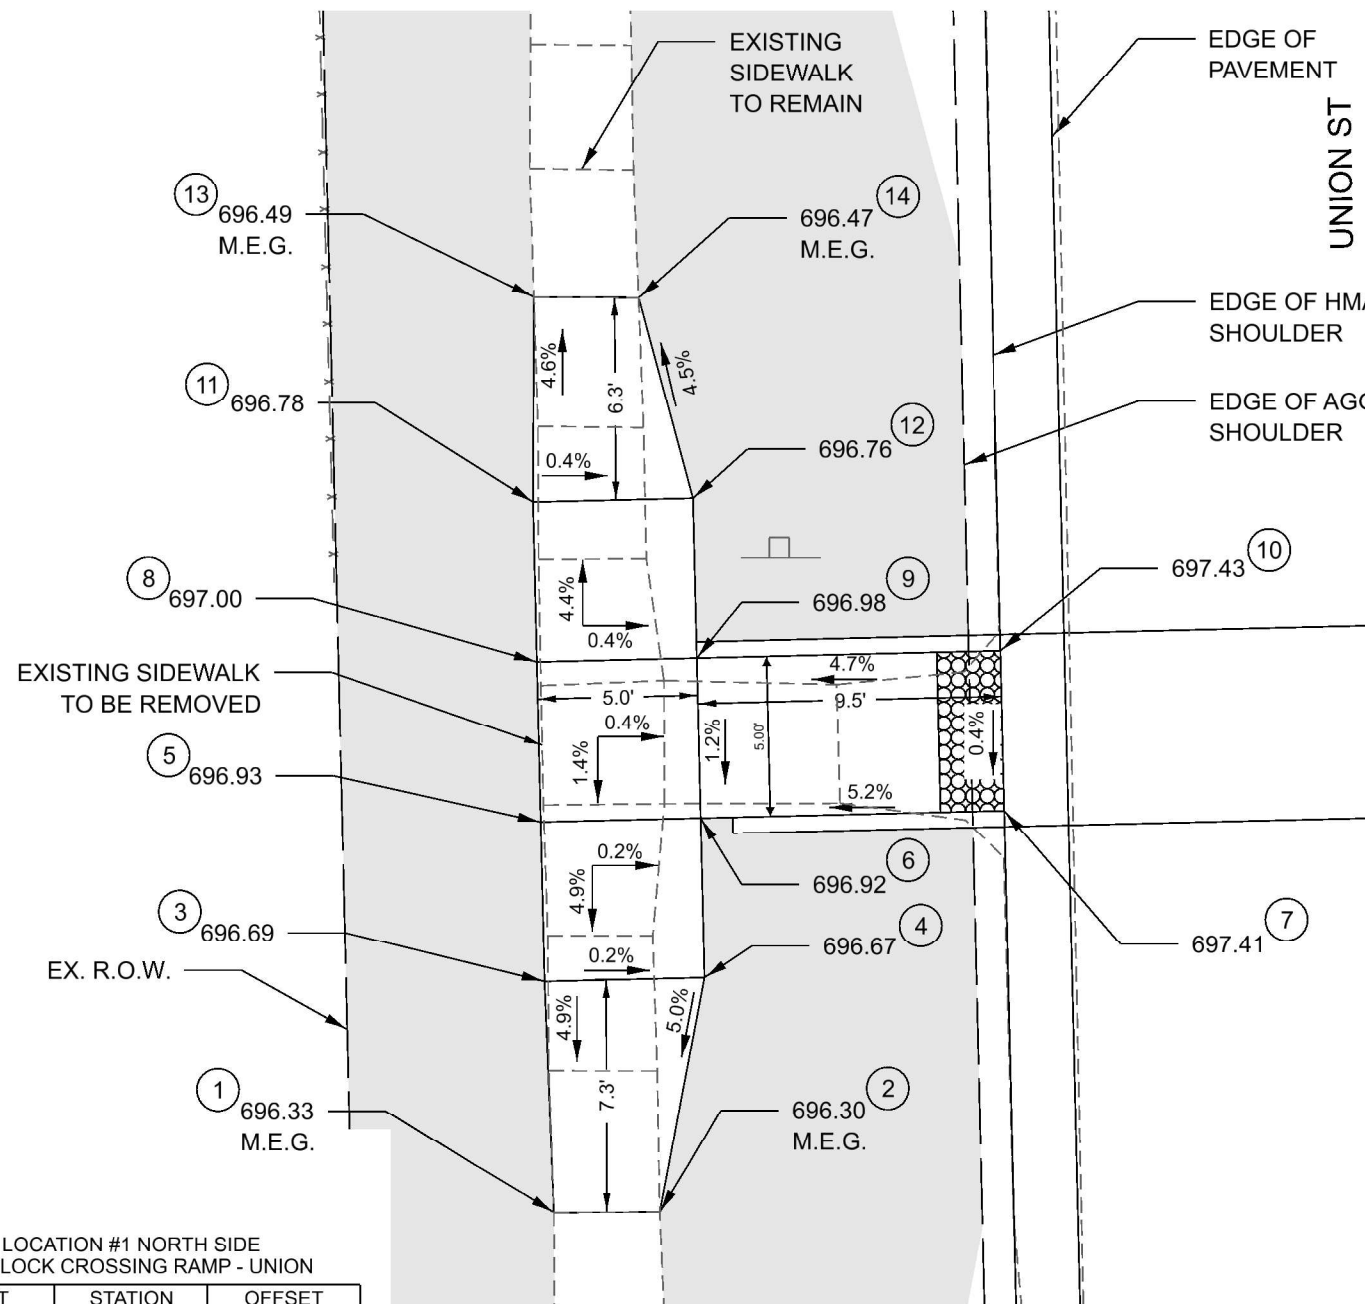 EXISTING
SIDEWALK
TO REMAIN
EDGE OF
PAVEMENT
UNION ST
13
696.49
M.E.G.
14
696.47
M.E.G.
EDGE OF
SHOULDER
4.6%
6.3'
4.5%
11
696.78
EDGE OF
SHOULDER
12
696.76
0.4%
10
697.43
8
697.00
9
696.98
4.4%
0.4%
EXISTING SIDEWALK
TO BE REMOVED
4.7%
5.0'
9.5'
0.4%
1.4%
1.2%
5.00'
0.4%
5
696.93
5.2%
0.2%
4.9%
6
696.92
3
696.69
4
696.67
7
697.41
0.2%
EX. R.O.W.
4.9%
5.0%
7.3'
1
696.33
M.E.G.
2
696.30
M.E.G.
LOCATION #1 NORTH SIDE
LOCK CROSSING RAMP - UNION
T STATION OFFSET